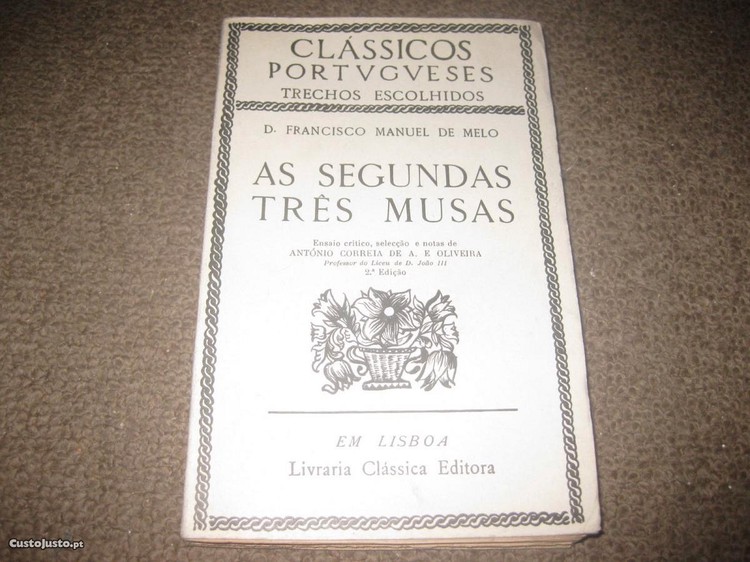 CLÁSSICOS
PORTVGVESES
TRECHOS ESCOLHIDOS
D. FRANCISCO MANUEL DE MELO
AS SEGUNDAS
TRÊS MUSAS
Ensaio crítico, selecção e notas de
ANTÓNIO CORREIA DE A. E OLIVEIRA
Professor do Liceu de D. João III
2.ª Edição
EM LISBOA
Livraria Clássica Editora
CustoJusto.pt